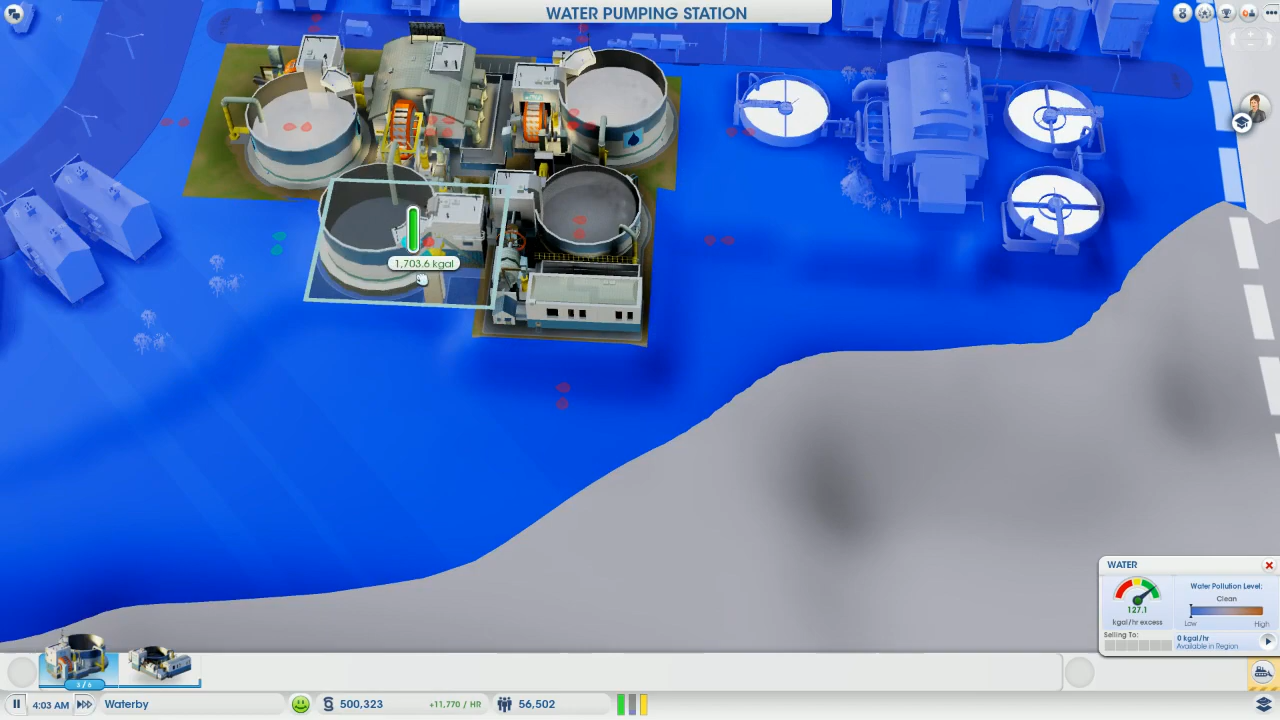 WATER PUMPING STATION
1,703.6 kgal
WATER
127.1
kgal/hr excess
Water Pollution Level:
Clean
Low High
Selling To:
0 kgal/hr
Available in Region
3 / 6
4:03 AM
Waterby
500,323
+11,770 / HR
56,502